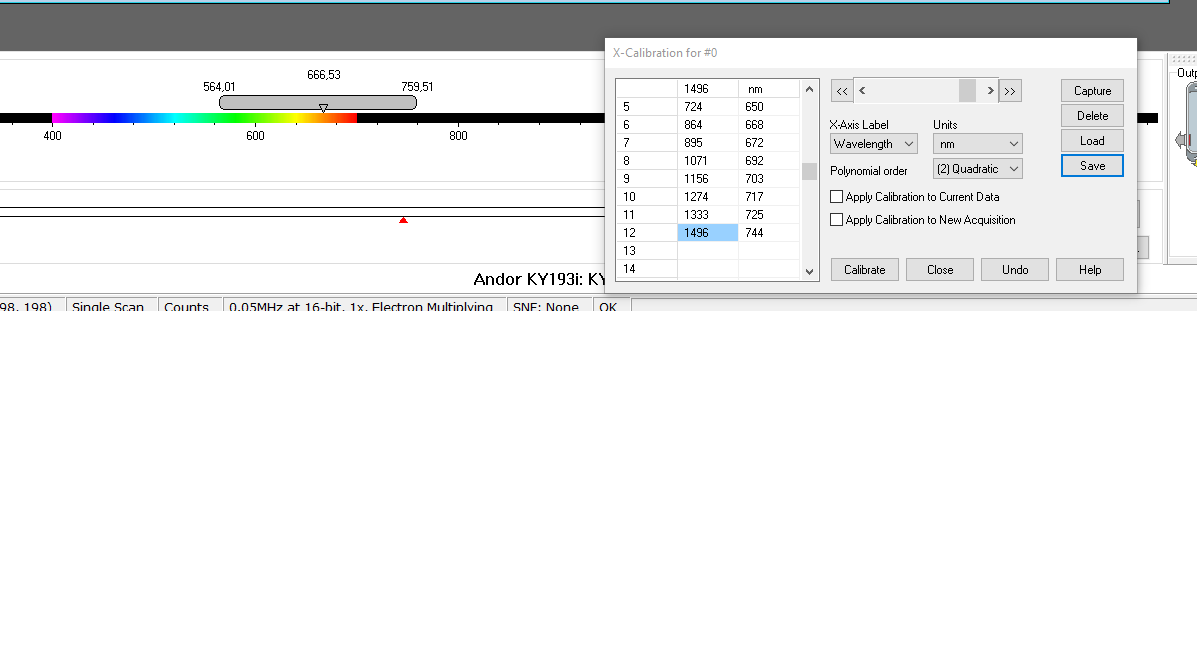 X-Calibration for #0
666,53
564,01 759,51
400 600 800
1496 nm
5 724 650
6 864 668
7 895 672
8 1071 692
9 1156 703
10 1274 717
11 1333 725
12 1496 744
13
14
<< < > >>
X-Axis Label Units
Wavelength nm
Polynomial order (2) Quadratic
Apply Calibration to Current Data
Apply Calibration to New Acquisition
Capture
Delete
Load
Save
Calibrate Close Undo Help
Outp
Andor KY193i: KY
98, 198) Single Scan Counts 0.05MHz at 16-bit, 1x, Electron Multiplying SNF: None OK